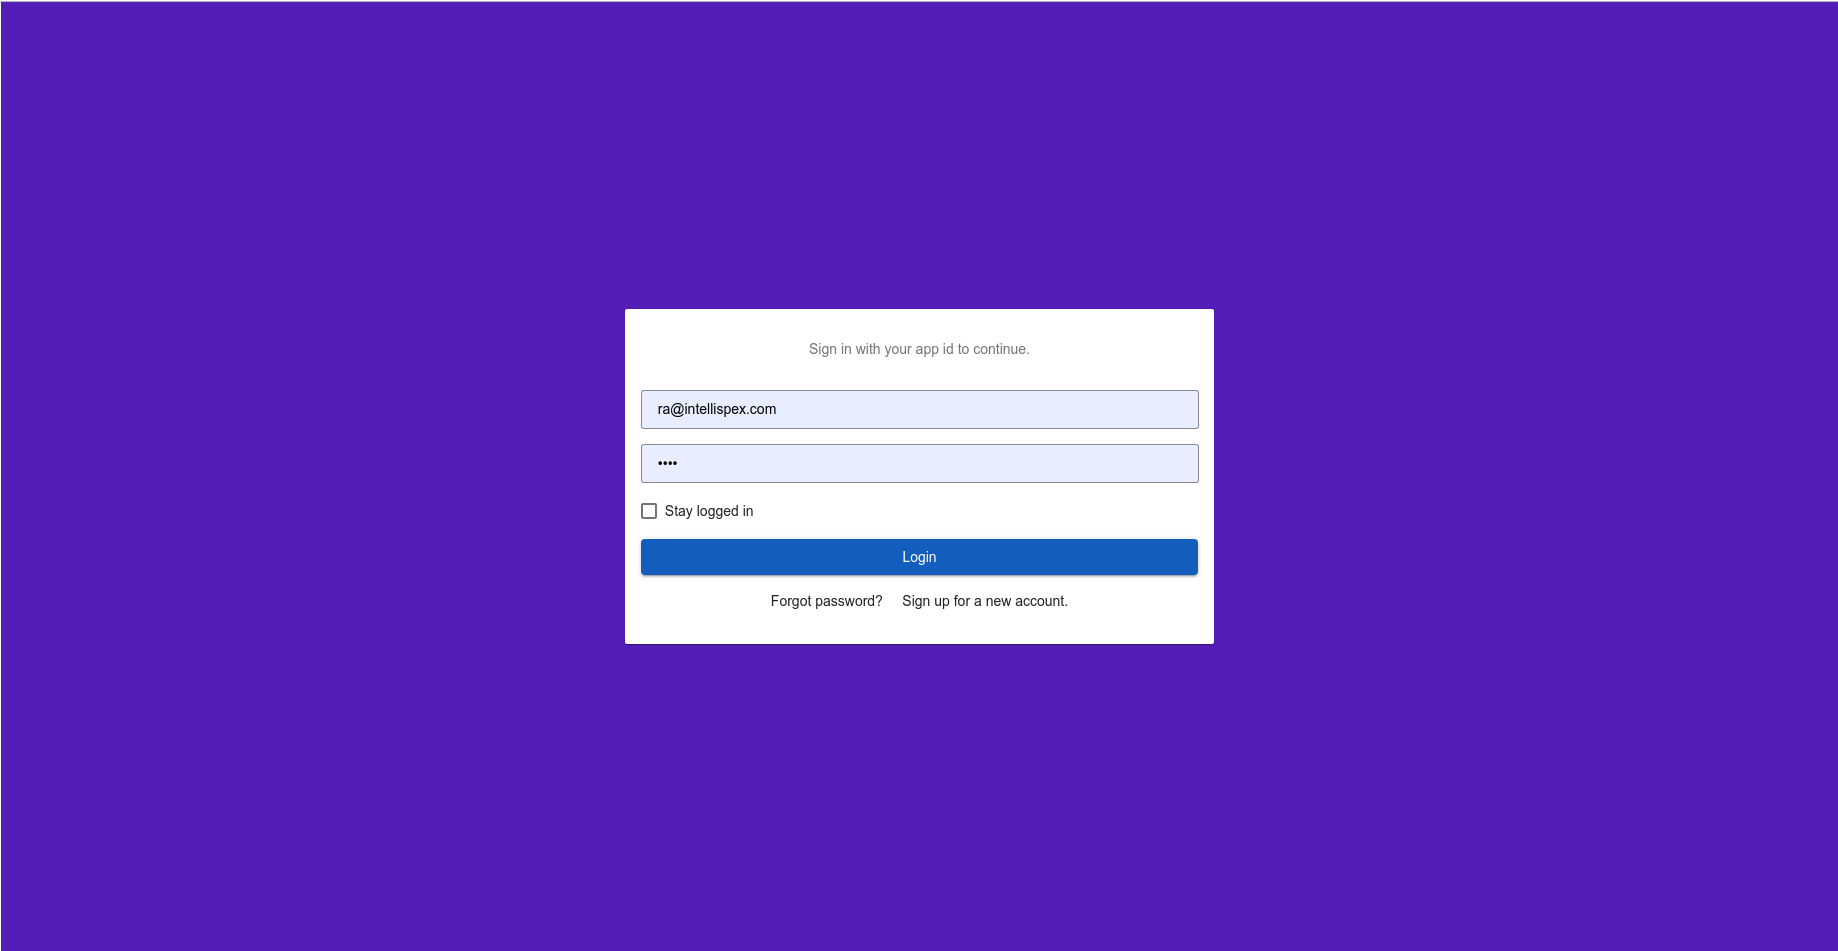 Sign in with your app id to continue.
ra@intellispex.com
••••
Stay logged in
Login
Forgot password? Sign up for a new account.